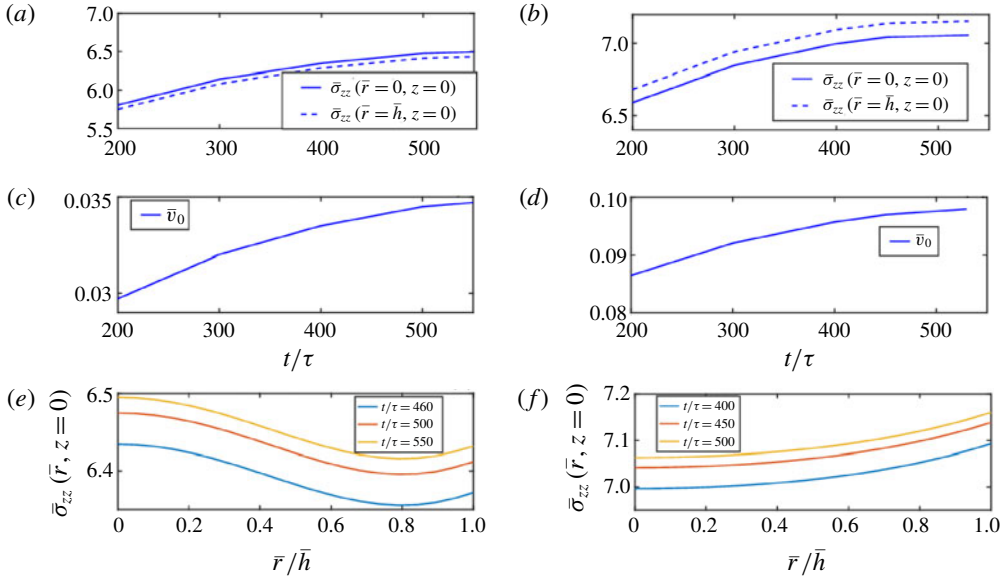 (a)
7.0
6.5
6.0
5.5
σ̄zz (r̄ = 0, z = 0)
σ̄zz (r̄ = h̄, z = 0)
200 300 400 500
(b)
7.0
6.5
σ̄zz (r̄ = 0, z = 0)
σ̄zz (r̄ = h̄, z = 0)
200 300 400 500
(c)
0.035
0.03
v̄0
200 300 400 500
t/τ
(d)
0.10
0.09
0.08
v̄0
200 300 400 500
t/τ
(e)
σ̄zz (r̄, z = 0)
6.5
6.4
t/τ = 460
t/τ = 500
t/τ = 550
0 0.2 0.4 0.6 0.8 1.0
r̄/h̄
(f)
σ̄zz (r̄, z = 0)
7.2
7.1
7.0
t/τ = 400
t/τ = 450
t/τ = 500
0 0.2 0.4 0.6 0.8 1.0
r̄/h̄